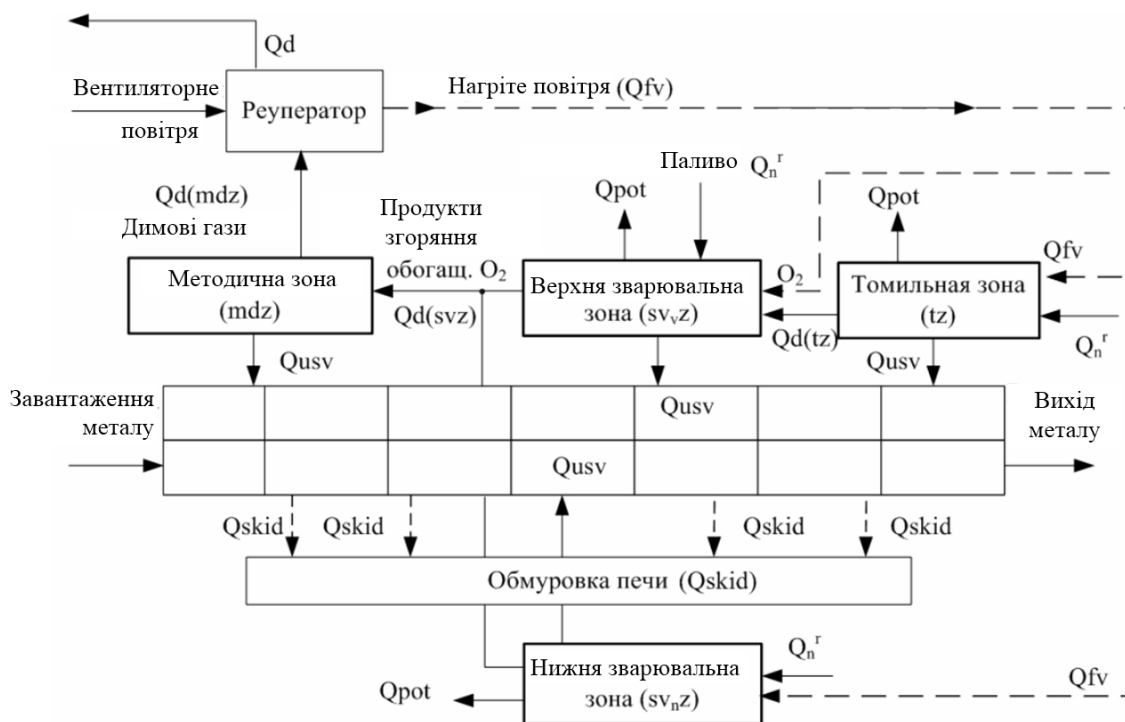 Qd
Вентиляторне
повітря
Реуператор
Нагріте повітря (Qfv)
Паливо
Qₙʳ
Qpot
Qpot
Qd(mdz)
Димові гази
Продукти
згоряння
обогащ. O₂
Qfv
Методична зона
(mdz)
Qd(svz)
Верхня зварювальна
зона (svᵥz)
O₂
Qd(tz)
Томильная зона
(tz)
Qₙʳ
Qusv
Qusv
Завантаження
металу
Qusv
Qusv
Вихід
металу
Qskid
Qskid
Qskid
Qskid
Обмуровка печи (Qskid)
Нижня зварювальна
зона (svₙz)
Qₙʳ
Qfv
Qpot